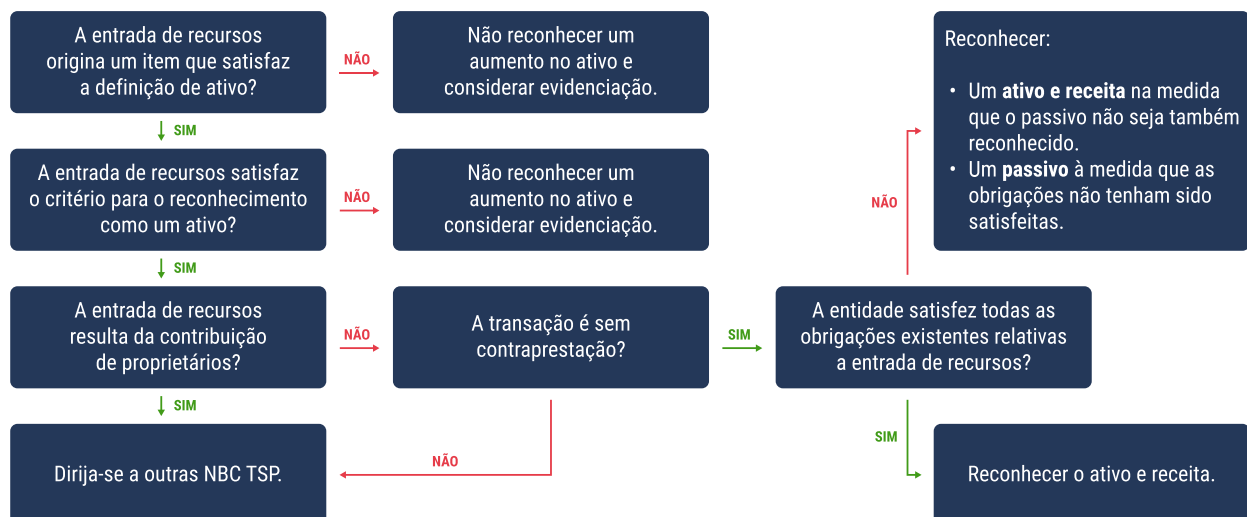 A entrada de recursos
origina um item que satisfaz
a definição de ativo?
NÃO
Não reconhecer um
aumento no ativo e
considerar evidenciação.
SIM
A entrada de recursos satisfaz
o critério para o reconhecimento
como um ativo?
NÃO
Não reconhecer um
aumento no ativo e
considerar evidenciação.
SIM
A entrada de recursos
resulta da contribuição
de proprietários?
NÃO
A transação é sem
contraprestação?
SIM
A entidade satisfez todas as
obrigações existentes relativas
a entrada de recursos?
NÃO
Reconhecer:
• Um ativo e receita na medida
que o passivo não seja também
reconhecido.
• Um passivo à medida que as
obrigações não tenham sido
satisfeitas.
SIM
Dirija-se a outras NBC TSP.
NÃO
SIM
Reconhecer o ativo e receita.